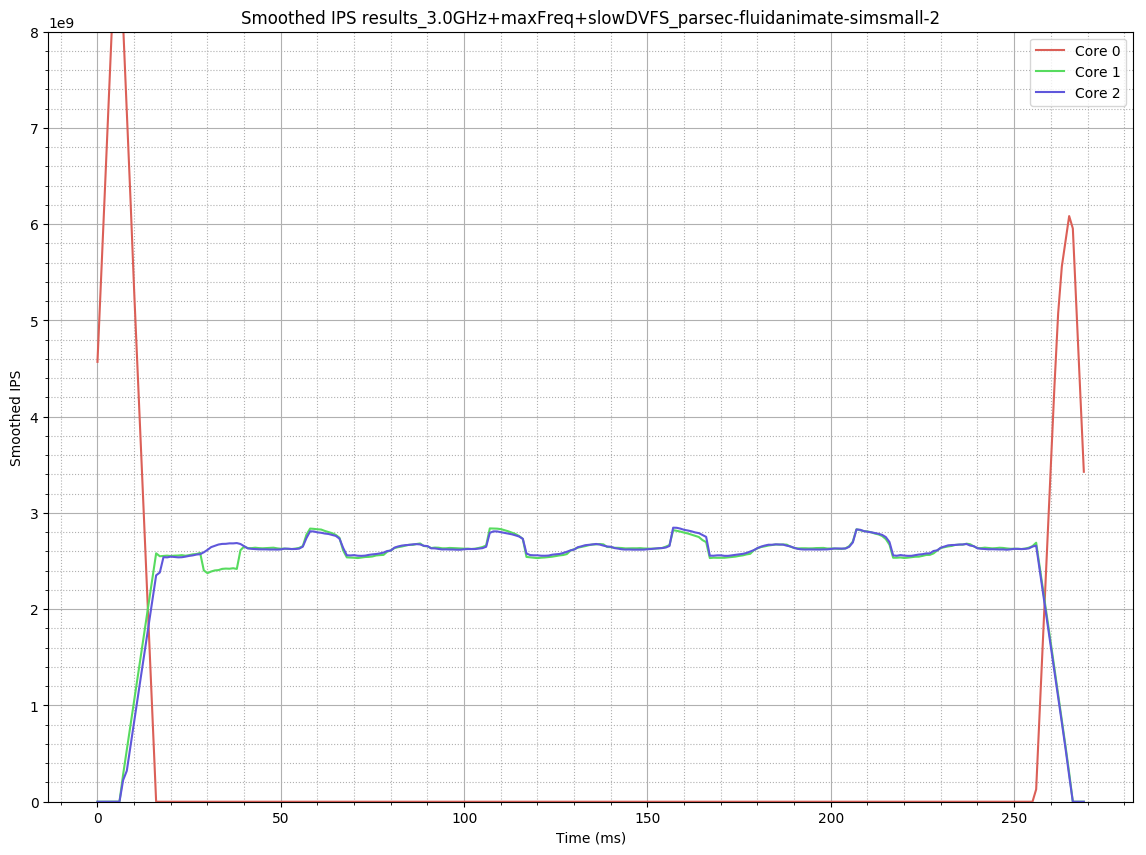 Smoothed IPS results_3.0GHz+maxFreq+slowDVFS_parsec-fluidanimate-simsmall-2
1e9
8
7
6
5
4
3
2
1
0
Smoothed IPS
Core 0
Core 1
Core 2
0 50 100 150 200 250
Time (ms)